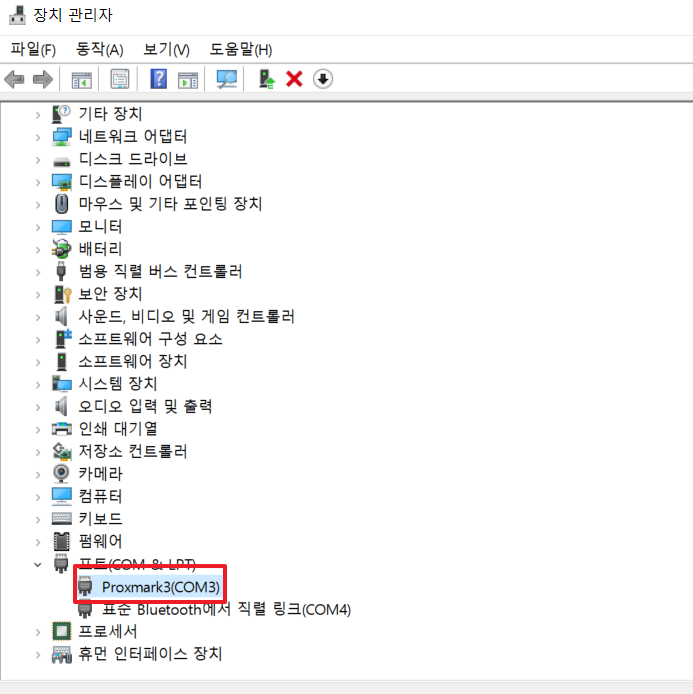 장치 관리자
파일(F) 동작(A) 보기(V) 도움말(H)
기타 장치
네트워크 어댑터
디스크 드라이브
디스플레이 어댑터
마우스 및 기타 포인팅 장치
모니터
배터리
범용 직렬 버스 컨트롤러
보안 장치
사운드, 비디오 및 게임 컨트롤러
소프트웨어 구성 요소
소프트웨어 장치
시스템 장치
오디오 입력 및 출력
인쇄 대기열
저장소 컨트롤러
카메라
컴퓨터
키보드
펌웨어
포트(COM & LPT)
Proxmark3(COM3)
표준 Bluetooth에서 직렬 링크(COM4)
프로세서
휴먼 인터페이스 장치